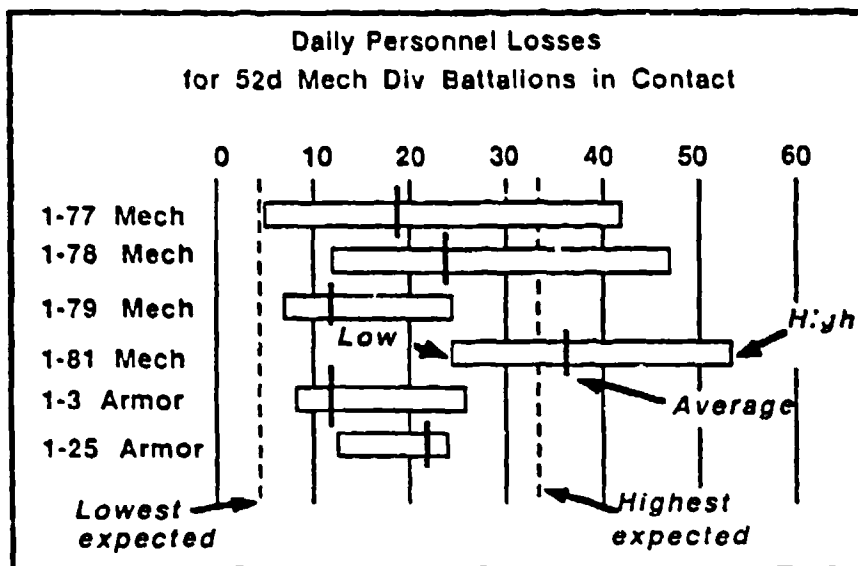 Daily Personnel Losses
for 52d Mech Div Battalions in Contact
0 10 20 30 40 50 60
1-77 Mech
1-78 Mech
1-79 Mech
Low
High
1-81 Mech
Average
1-3 Armor
1-25 Armor
Lowest
expected
Highest
expected